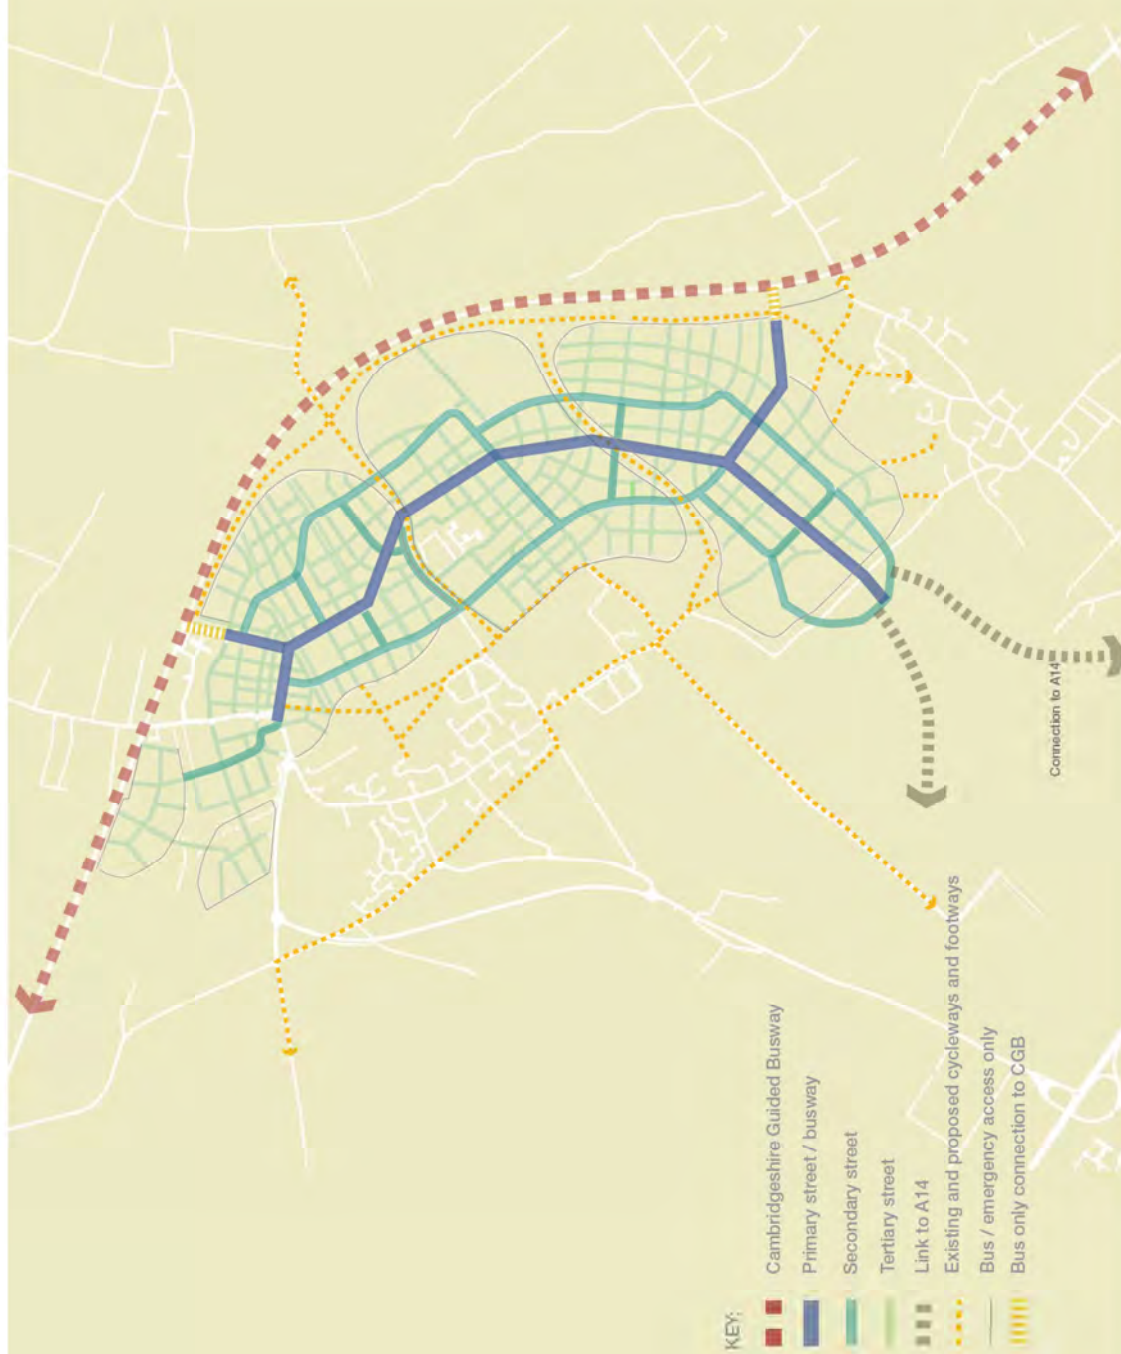 Connection to A14
KEY:
Cambridgeshire Guided Busway
Primary street / busway
Secondary street
Tertiary street
Link to A14
Existing and proposed cycleways and footways
Bus / emergency access only
Bus only connection to CGB